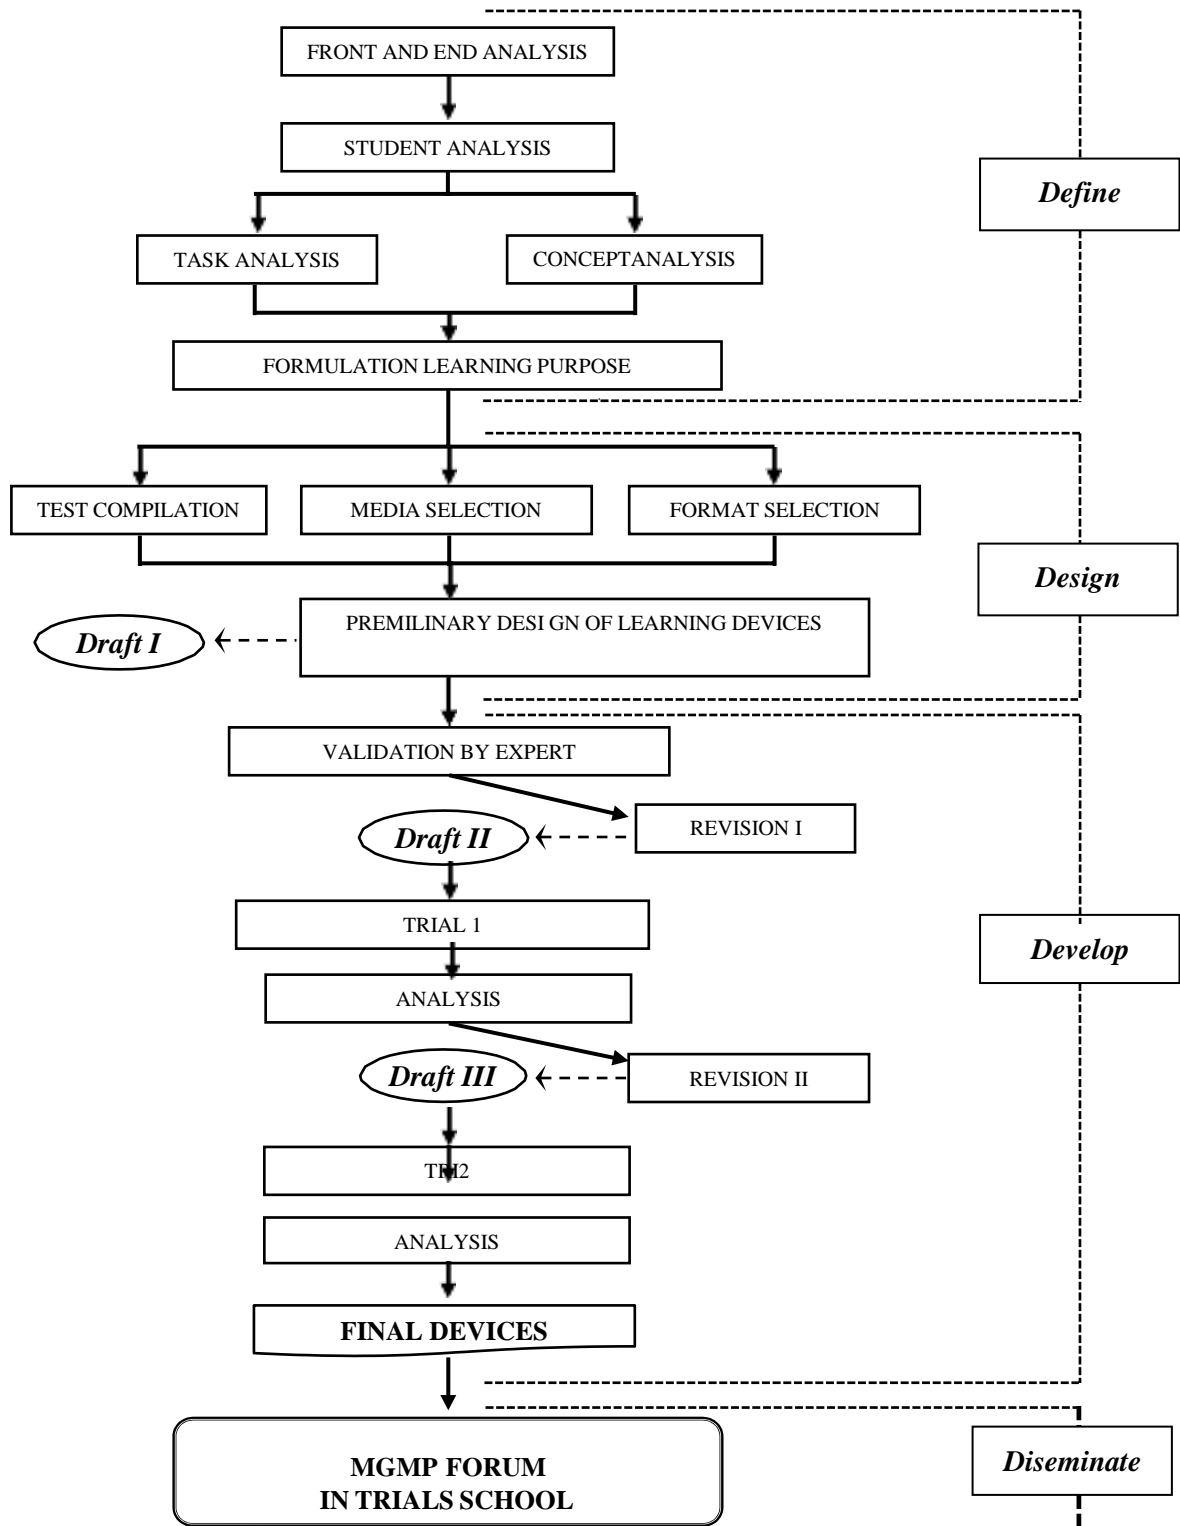 FRONT AND END ANALYSIS
STUDENT ANALYSIS
Define
TASK ANALYSIS
CONCEPTANALYSIS
FORMULATION LEARNING PURPOSE
TEST COMPILATION
MEDIA SELECTION
FORMAT SELECTION
Design
PREMILINARY DESI GN OF LEARNING DEVICES
Draft I
VALIDATION BY EXPERT
REVISION I
Draft II
TRIAL 1
Develop
ANALYSIS
Draft III
REVISION II
ANALYSIS
FINAL DEVICES
MGMP FORUM
IN TRIALS SCHOOL
Diseminate